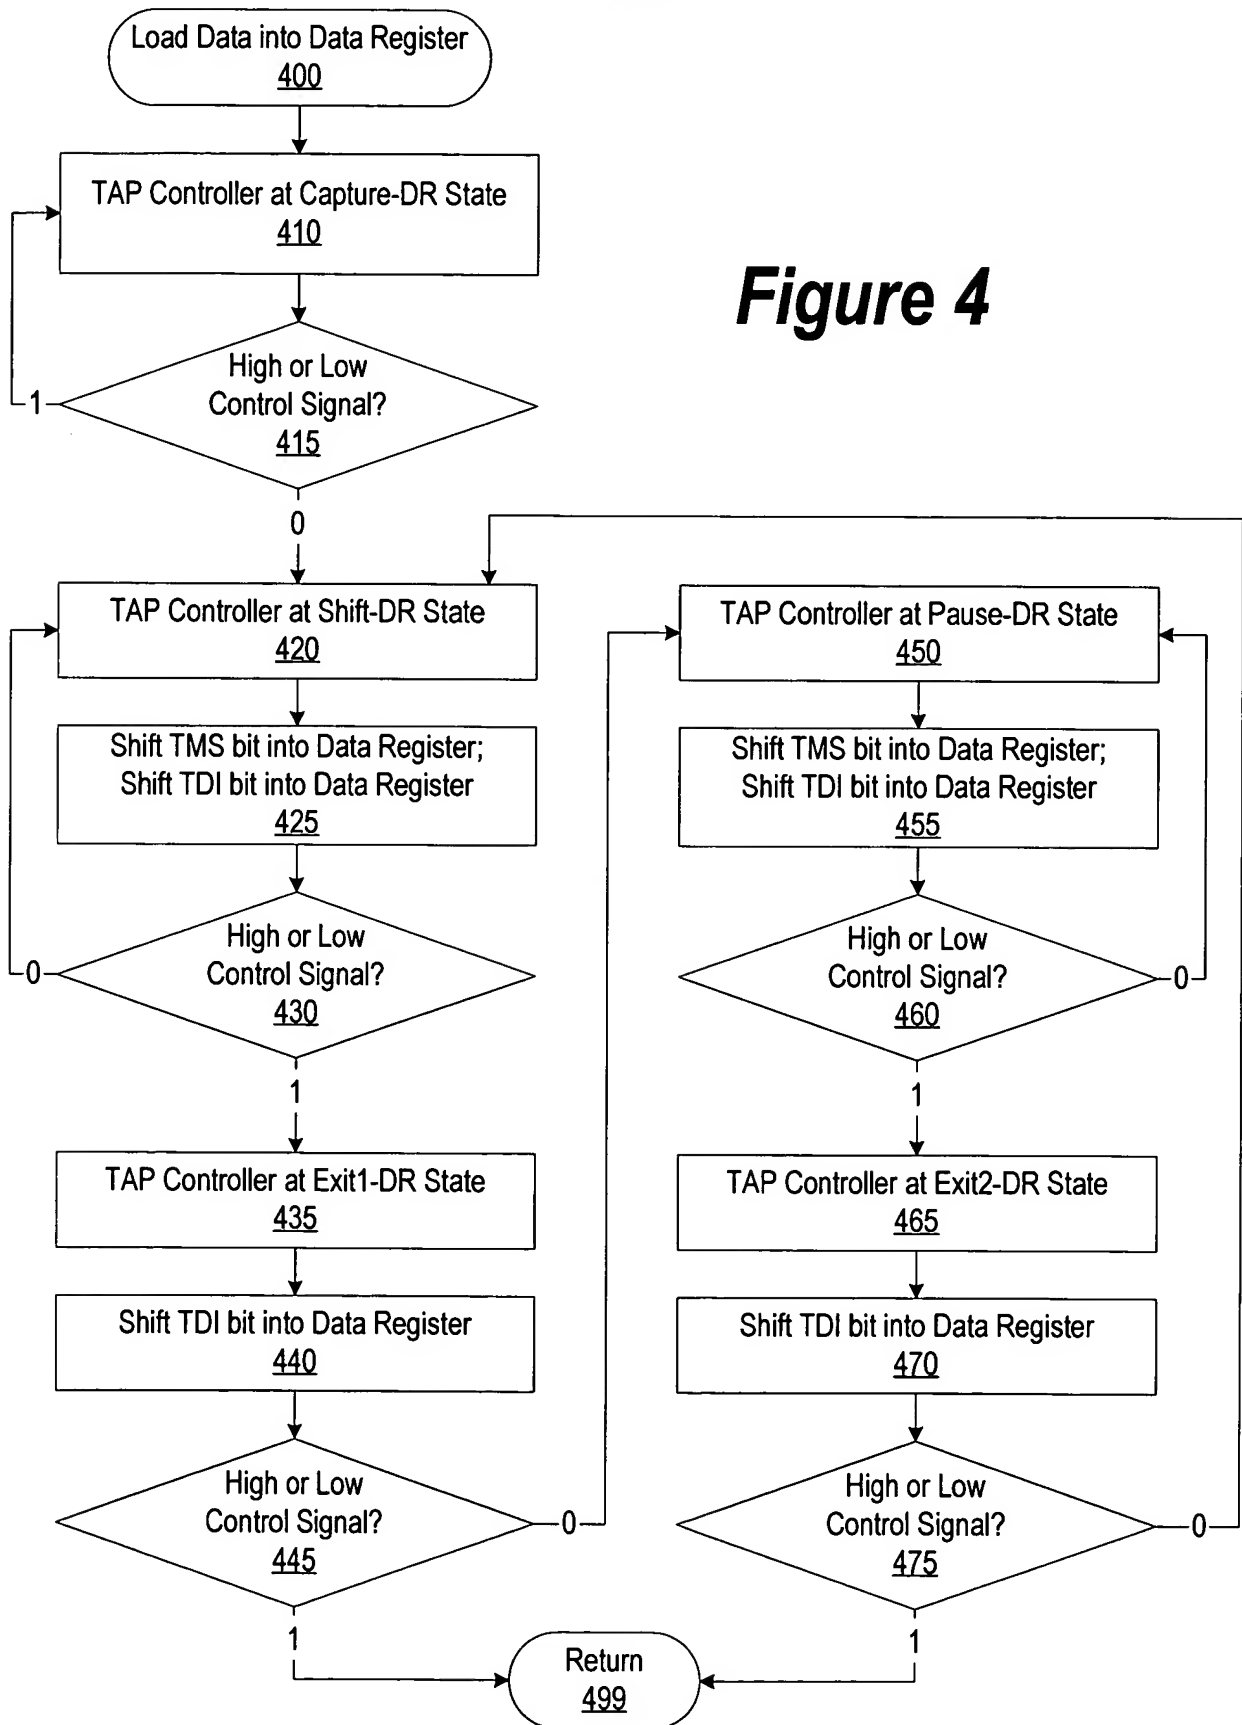 Load Data into Data Register
400
TAP Controller at Capture-DR State
410
Figure 4
High or Low
Control Signal?
415
1
0
TAP Controller at Shift-DR State
420
Shift TMS bit into Data Register;
Shift TDI bit into Data Register
425
High or Low
Control Signal?
430
0
1
TAP Controller at Exit1-DR State
435
Shift TDI bit into Data Register
440
High or Low
Control Signal?
445
0
1
TAP Controller at Pause-DR State
450
Shift TMS bit into Data Register;
Shift TDI bit into Data Register
455
High or Low
Control Signal?
460
0
1
TAP Controller at Exit2-DR State
465
Shift TDI bit into Data Register
470
High or Low
Control Signal?
475
0
1
Return
499